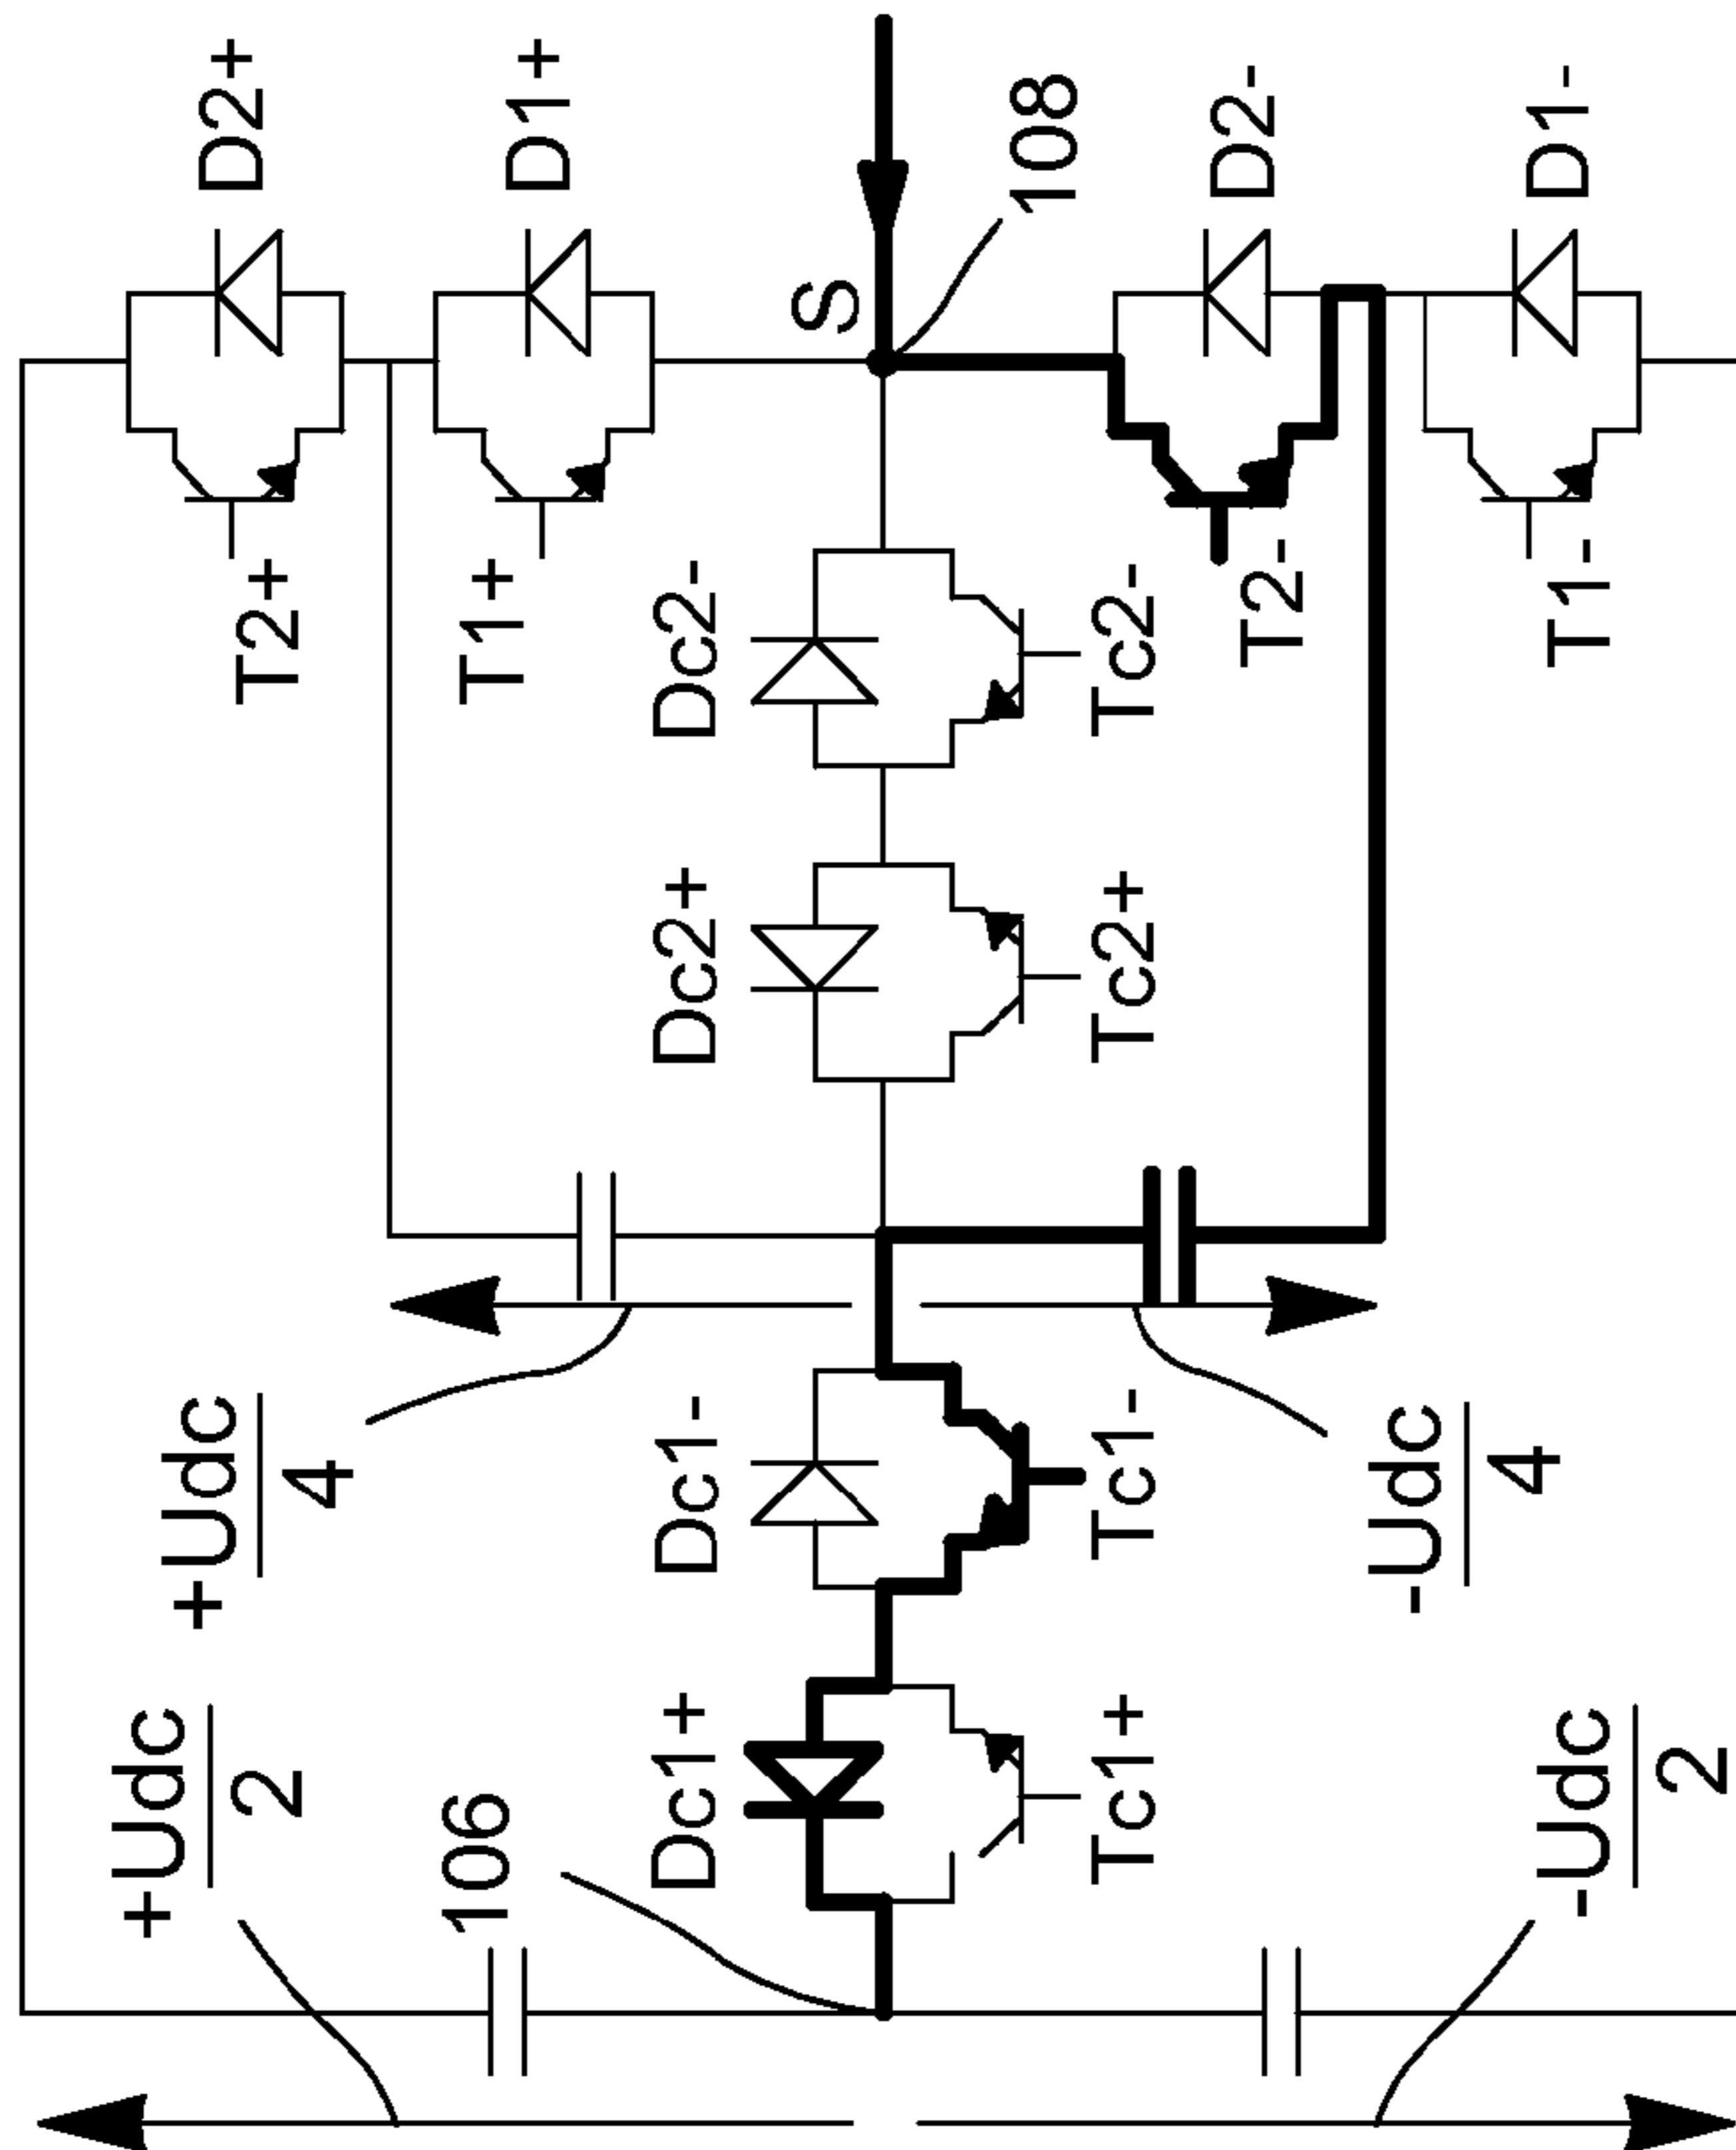 D2+
D1+
108
D2-
D1-
S
T2+
T1+
Dc2-
Tc2-
T2-
T1-
Dc2+
Tc2+
+Udc
4
Dc1-
Tc1-
-Udc
4
+Udc
2
106
Dc1+
Tc1+
-Udc
2